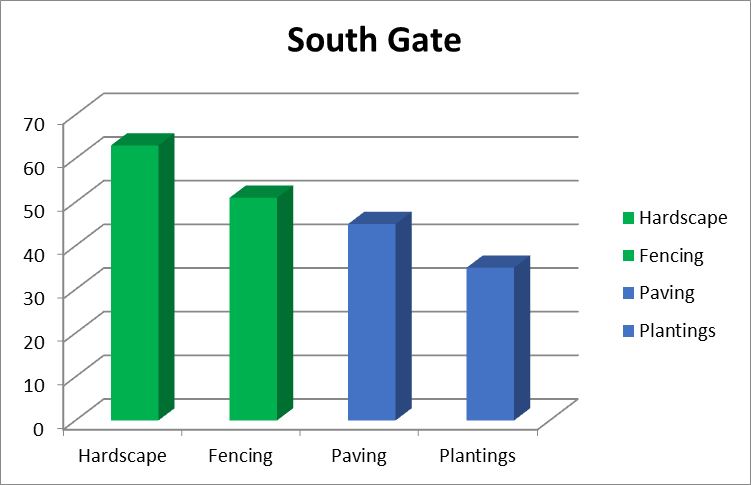 South Gate
70
60
50
40
30
20
10
0
Hardscape Fencing Paving Plantings
Hardscape
Fencing
Paving
Plantings